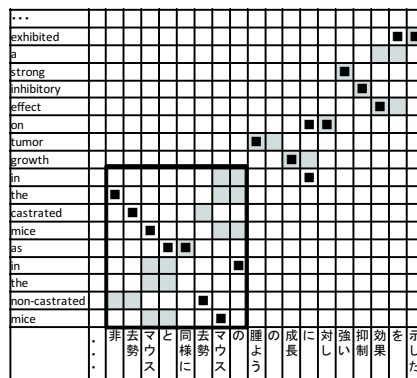 ...
exhibited
a
strong
inhibitory
effect
on
tumor
growth
in
the
castrated
mice
as
in
the
non-castrated
mice
...
非
去勢
マウス
と
同様に
去勢
マウス
の
腫よう
の
成長
に
対し
強い
抑制
効果
を
示した